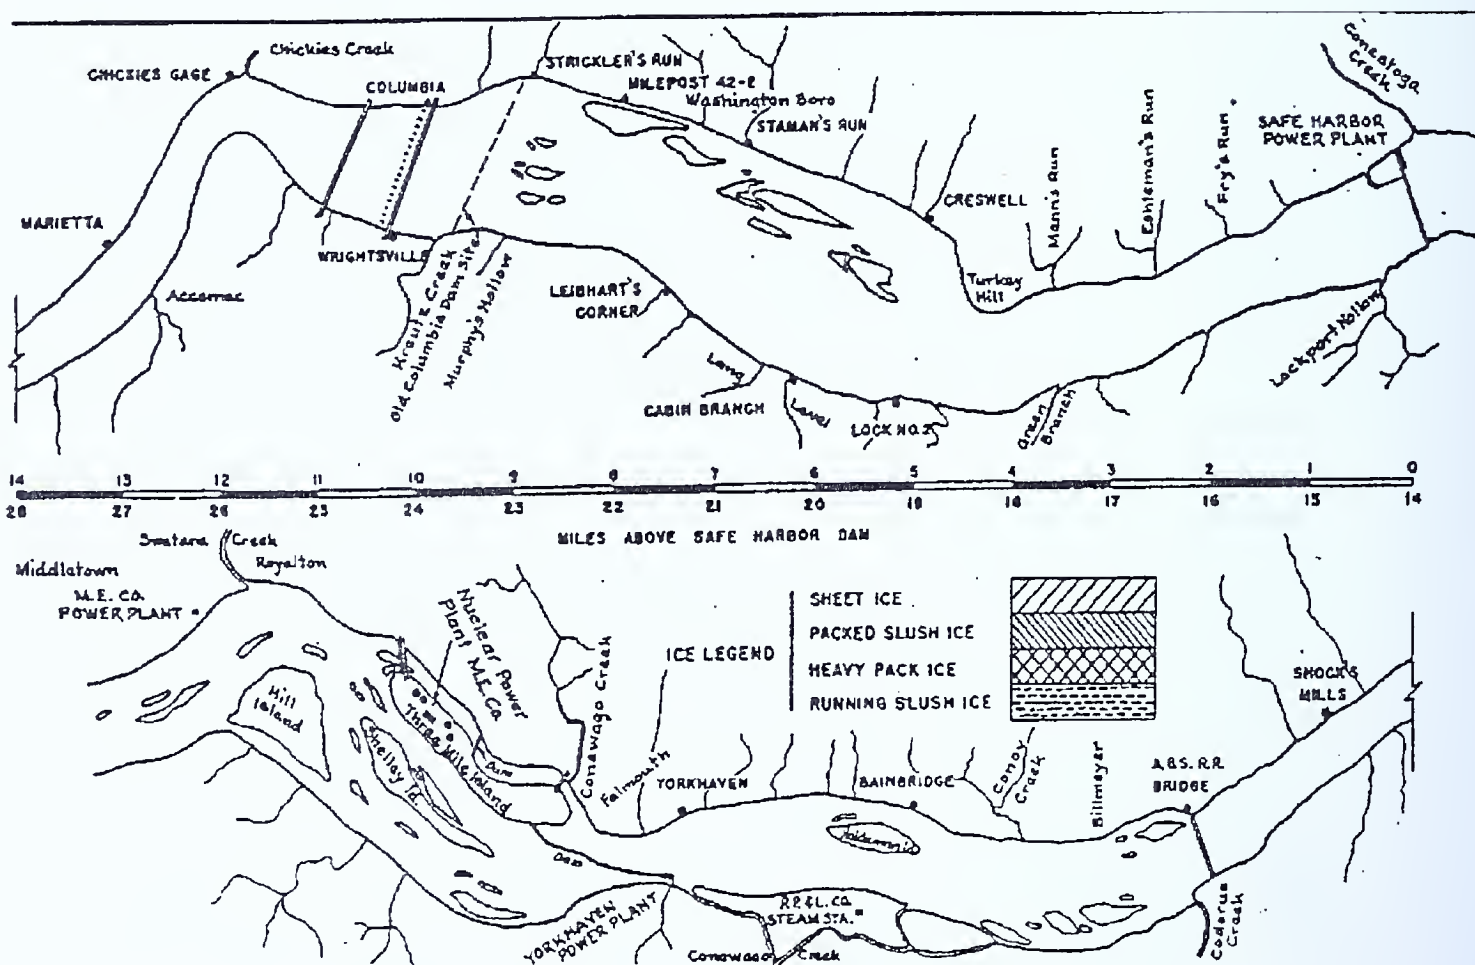 Chickies Creek
CHICKIES GAGE
COLUMBIA
STRICKLER'S RUN
MILEPOST 42-2
Washington Boro
STAMAN'S RUN
Conestoga
Creek
SAFE HARBOR
POWER PLANT
CRESWELL
Mann's Run
Eshleman's Run
Fry's Run
MARIETTA
WRIGHTSVILLE
Accomac
Kreutz Creek
Old Columbia Dam Site
Murphy's Hollow
LEIBHART'S
CORNER
Turkey
Hill
Long
Level
CABIN BRANCH
LOCK NO. 2
Green
Branch
Lockport Hollow
14 13 12 11 10 9 8 7 6 5 4 3 2 1 0
28 27 26 25 24 23 22 21 20 19 18 17 16 15 14
MILES ABOVE SAFE HARBOR DAM
Swatara Creek
Royalton
Middletown
M.E. CO.
POWER PLANT
Nuclear Power
Plant M.E. Co.
Hill
Island
Three Mile Island
Shelley Id.
Dam
Conewago Creek
Falmouth
ICE LEGEND
SHEET ICE
PACKED SLUSH ICE
HEAVY PACK ICE
RUNNING SLUSH ICE
SHOCK'S
MILLS
YORKHAVEN
BAINBRIDGE
Conoy
Creek
Billmeyer
A.&S. R.R.
BRIDGE
Dam
YORKHAVEN
POWER PLANT
P.P.&L. CO.
STEAM STA.
Conewago Creek
Codorus
Creek